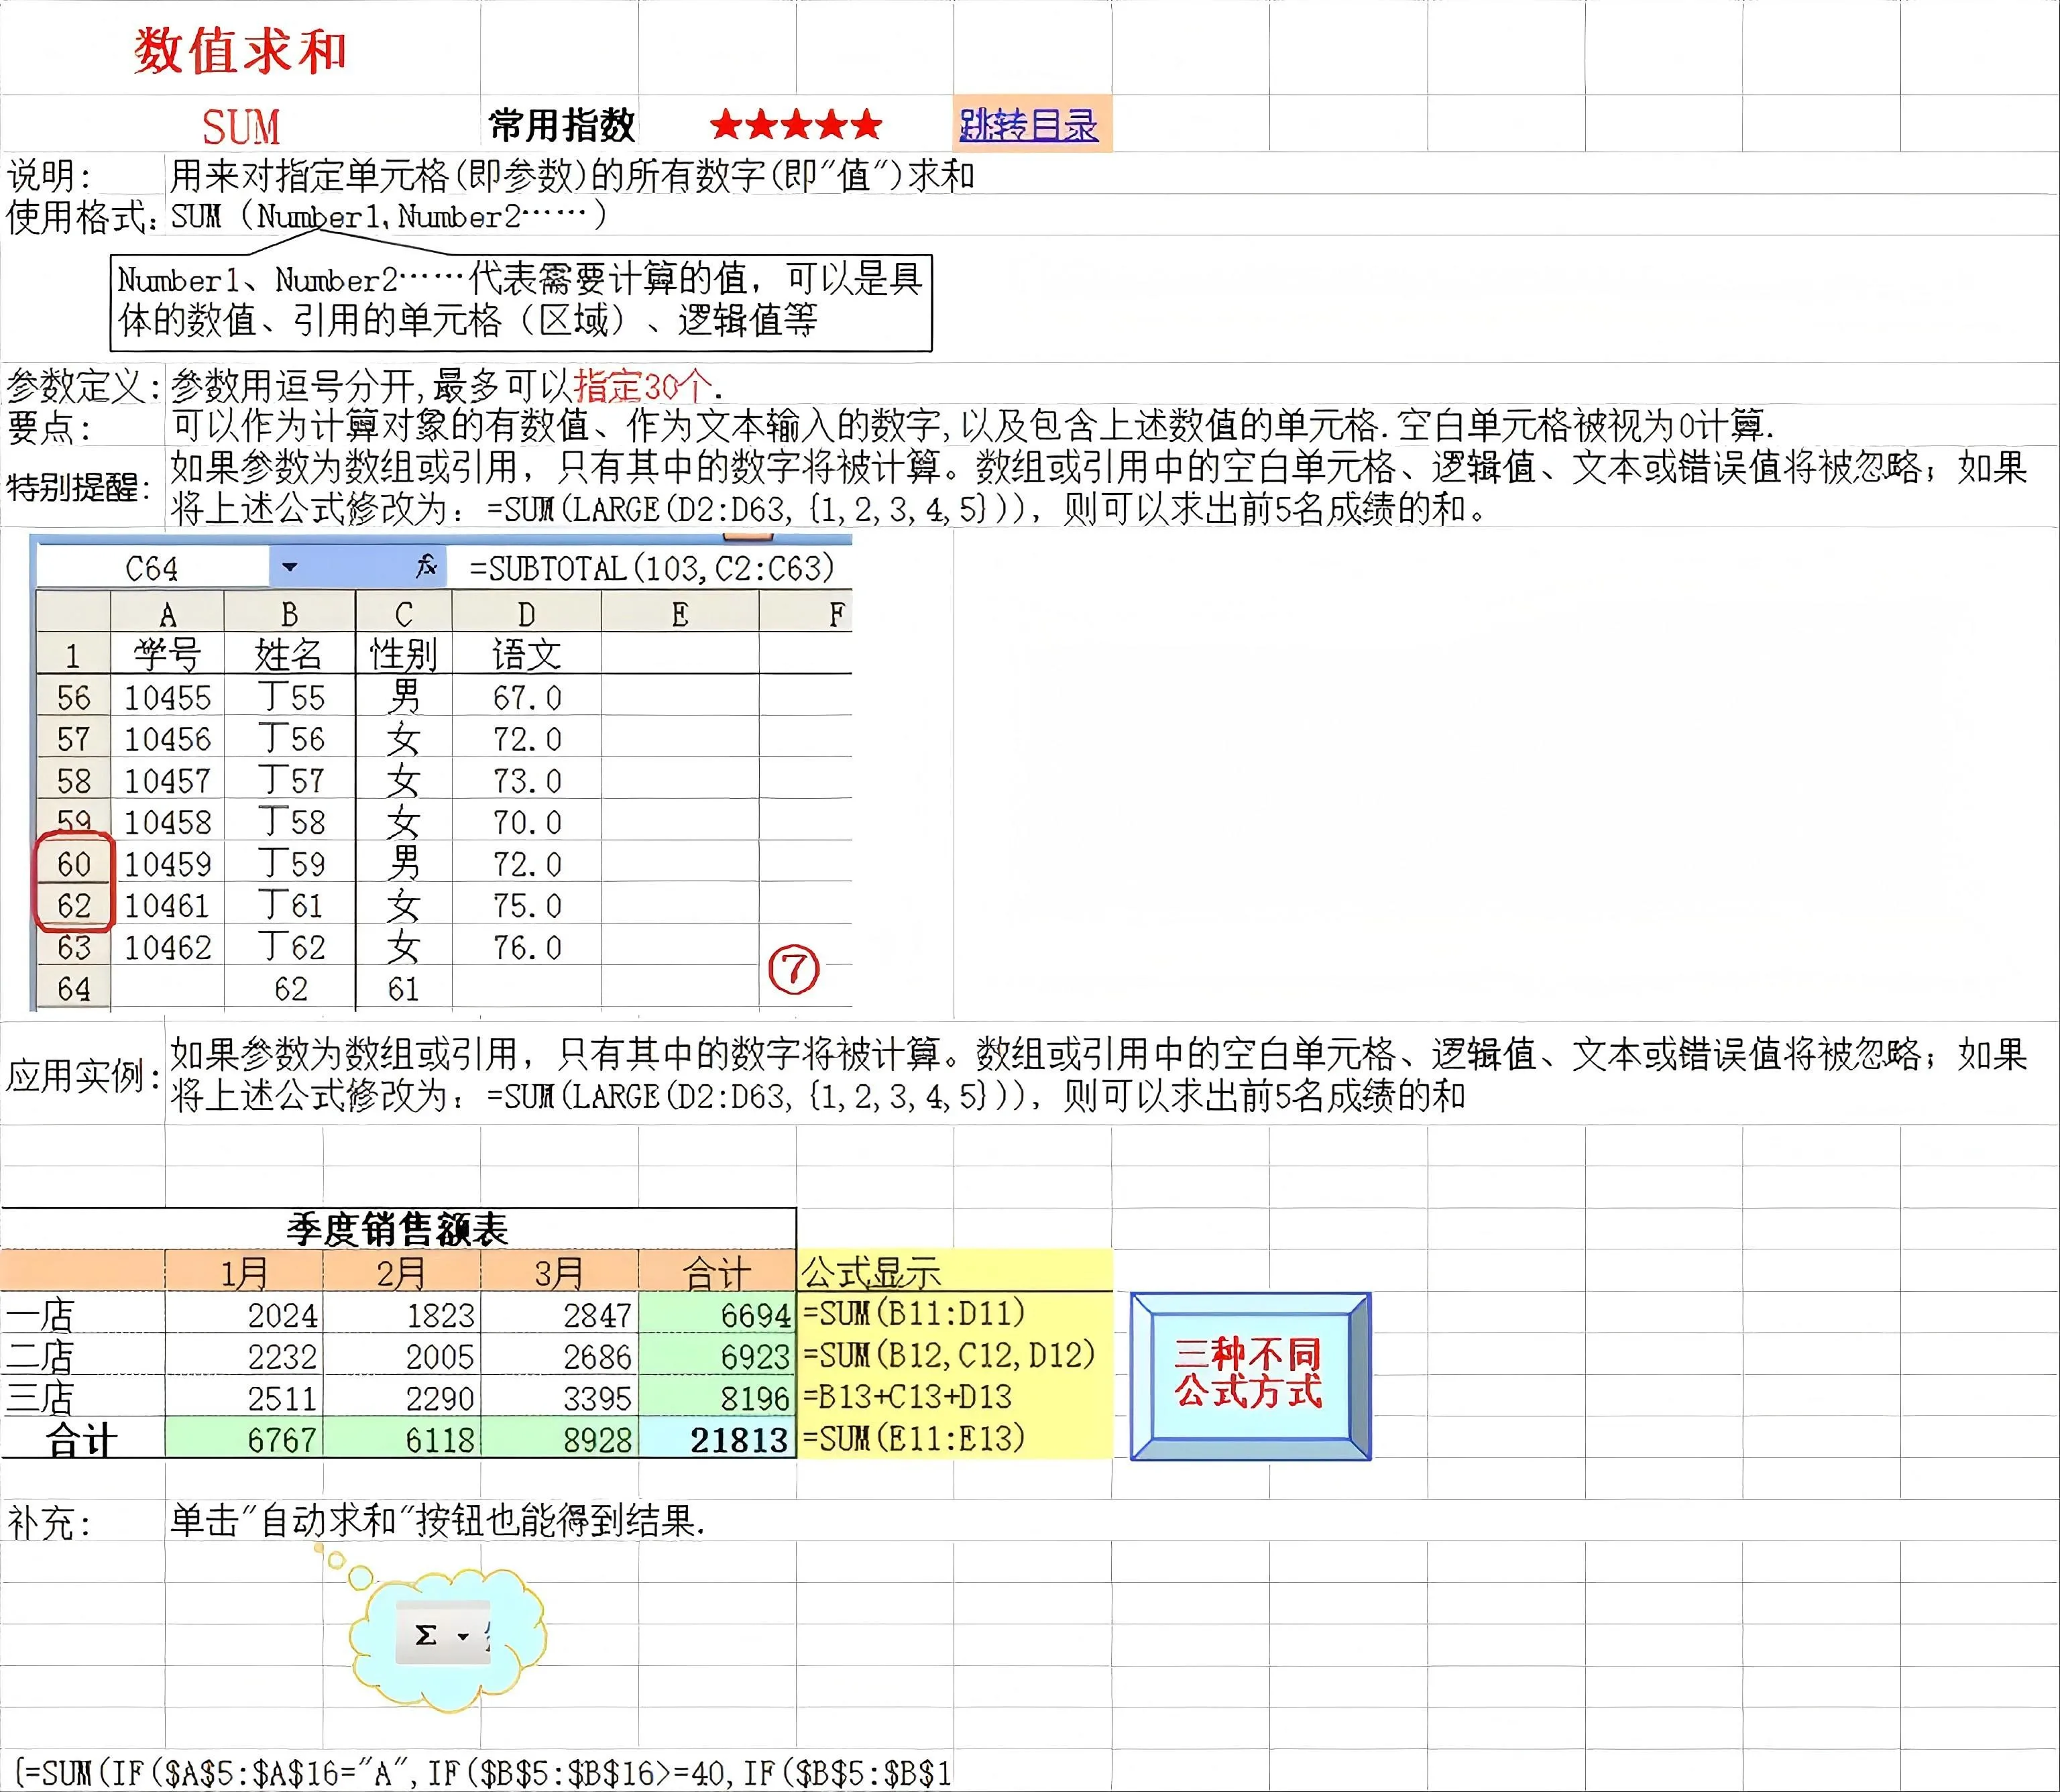 数值求和
SUM 常用指数 ★★★★★ 跳转目录
说明: 用来对指定单元格(即参数)的所有数字(即"值")求和
使用格式: SUM（Number1,Number2……）
Number1、Number2……代表需要计算的值，可以是具
体的数值、引用的单元格（区域）、逻辑值等
参数定义: 参数用逗号分开,最多可以指定30个.
要点: 可以作为计算对象的有数值、作为文本输入的数字,以及包含上述数值的单元格.空白单元格被视为0计算.
特别提醒: 如果参数为数组或引用，只有其中的数字将被计算。数组或引用中的空白单元格、逻辑值、文本或错误值将被忽略；如果
将上述公式修改为：=SUM(LARGE(D2:D63,{1,2,3,4,5}))，则可以求出前5名成绩的和。
C64 fx =SUBTOTAL(103,C2:C63)
A B C D E F
1 学号 姓名 性别 语文
56 10455 丁55 男 67.0
57 10456 丁56 女 72.0
58 10457 丁57 女 73.0
59 10458 丁58 女 70.0
60 10459 丁59 男 72.0
62 10461 丁61 女 75.0
63 10462 丁62 女 76.0
64 62 61
⑦
应用实例: 如果参数为数组或引用，只有其中的数字将被计算。数组或引用中的空白单元格、逻辑值、文本或错误值将被忽略；如果
将上述公式修改为：=SUM(LARGE(D2:D63,{1,2,3,4,5}))，则可以求出前5名成绩的和
季度销售额表
1月 2月 3月 合计 公式显示
一店 2024 1823 2847 6694 =SUM(B11:D11)
二店 2232 2005 2686 6923 =SUM(B12,C12,D12)
三店 2511 2290 3395 8196 =B13+C13+D13
合计 6767 6118 8928 21813 =SUM(E11:E13)
三种不同
公式方式
补充: 单击"自动求和"按钮也能得到结果.
Σ
{=SUM(IF($A$5:$A$16="A",IF($B$5:$B$16>=40,IF($B$5:$B$1